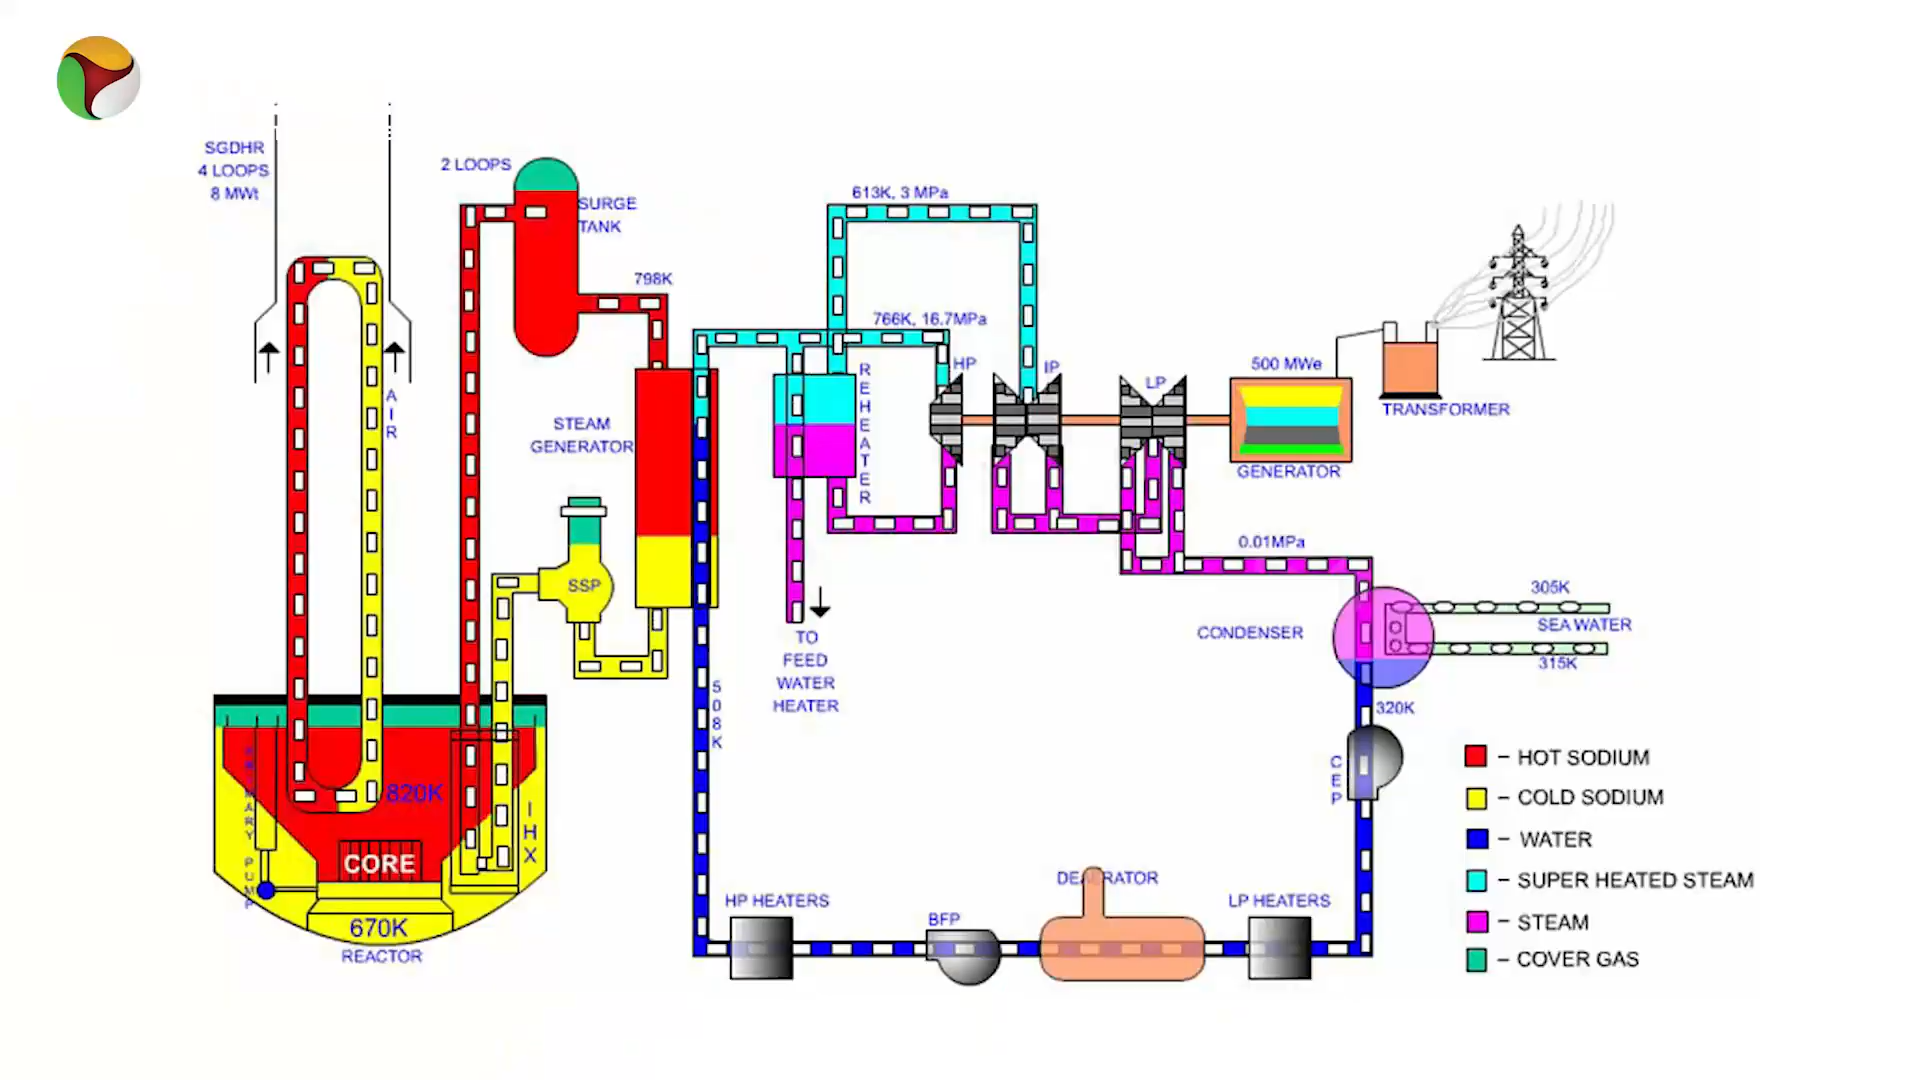 SGDHR
4 LOOPS
8 MWt
2 LOOPS
SURGE
TANK
613K, 3 MPa
798K
766K, 16.7MPa
HP
IP
LP
500 MWe
TRANSFORMER
GENERATOR
REHEATER
AIR
STEAM
GENERATOR
SSP
0.01MPa
305K
SEA WATER
315K
CONDENSER
320K
TO
FEED
WATER
HEATER
508K
CEP
PRIMARY PUMP
820K
IHX
CORE
670K
REACTOR
HP HEATERS
BFP
DEAERATOR
LP HEATERS
- HOT SODIUM
- COLD SODIUM
- WATER
- SUPER HEATED STEAM
- STEAM
- COVER GAS